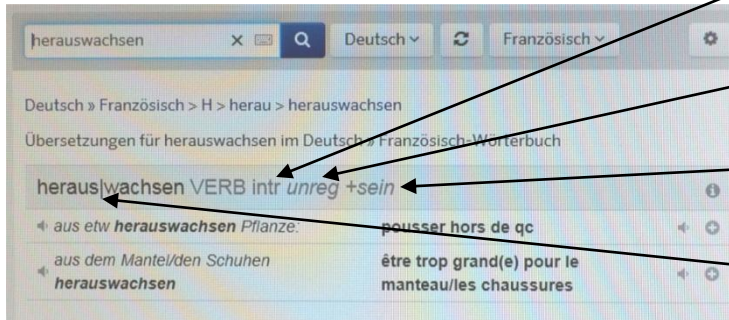 herauswachsen Deutsch Französisch
Deutsch » Französisch > H > herau > herauswachsen
Übersetzungen für herauswachsen im Deutsch » Französisch-Wörterbuch
heraus|wachsen VERB intr unreg +sein
aus etw herauswachsen Pflanze: pousser hors de qc
aus dem Mantel/den Schuhen être trop grand(e) pour le
herauswachsen manteau/les chaussures